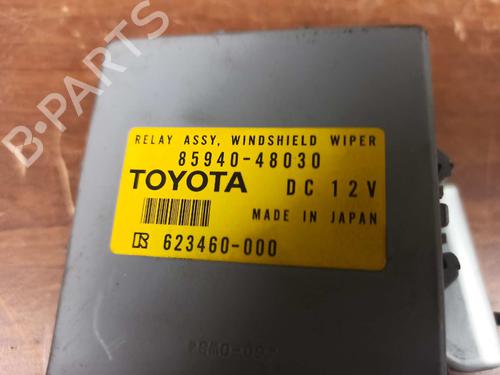 RELAY ASSY, WINDSHIELD WIPER
85940-48030
TOYOTA DC 12V
MADE IN JAPAN
623460-000
B-PARTS